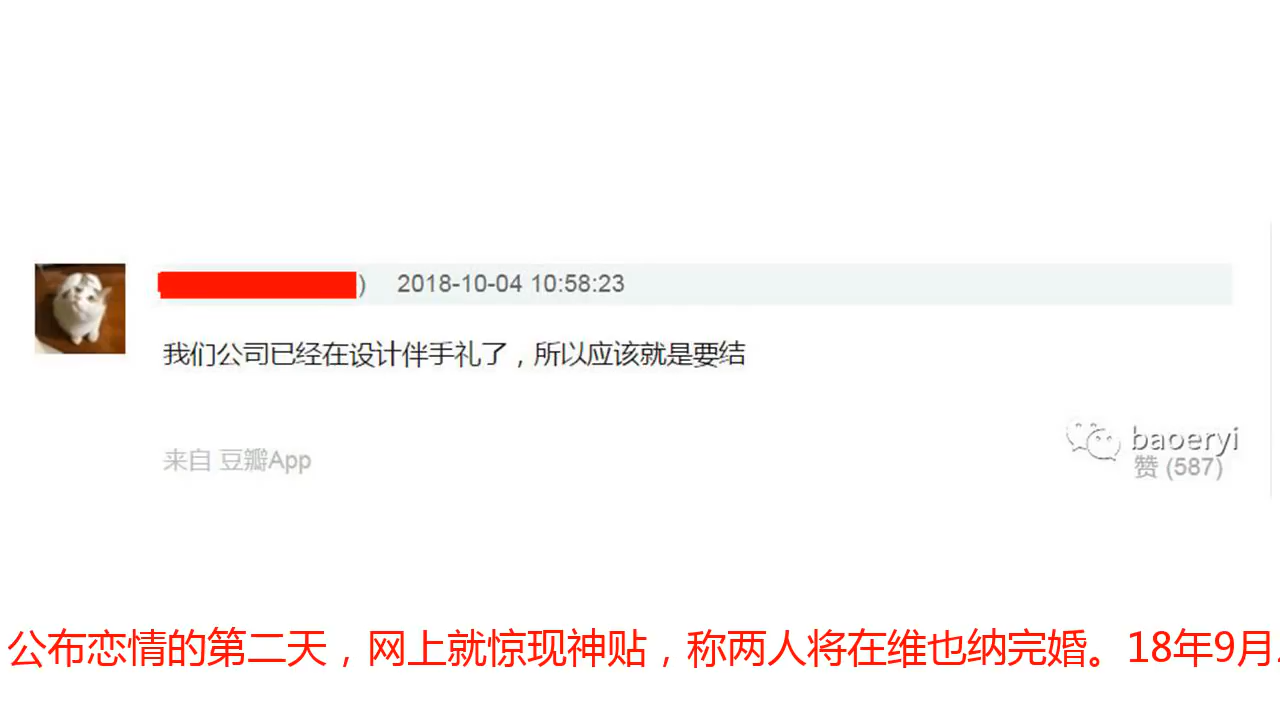 ) 2018-10-04 10:58:23
我们公司已经在设计伴手礼了，所以应该就是要结
来自 豆瓣App
baoeryi
赞 (587)
公布恋情的第二天，网上就惊现神贴，称两人将在维也纳完婚。18年9月